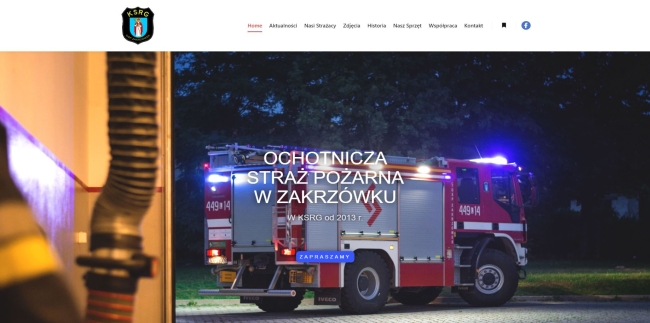 KSRG
Home Aktualności Nasi Strażacy Zdjęcia Historia Nasz Sprzęt Współpraca Kontakt
OCHOTNICZA
STRAŻ POŻARNA
W ZAKRZÓWKU
W KSRG od 2013 r.
ZAPRASZAMY
449 14
449 14
IVECO
IVECO